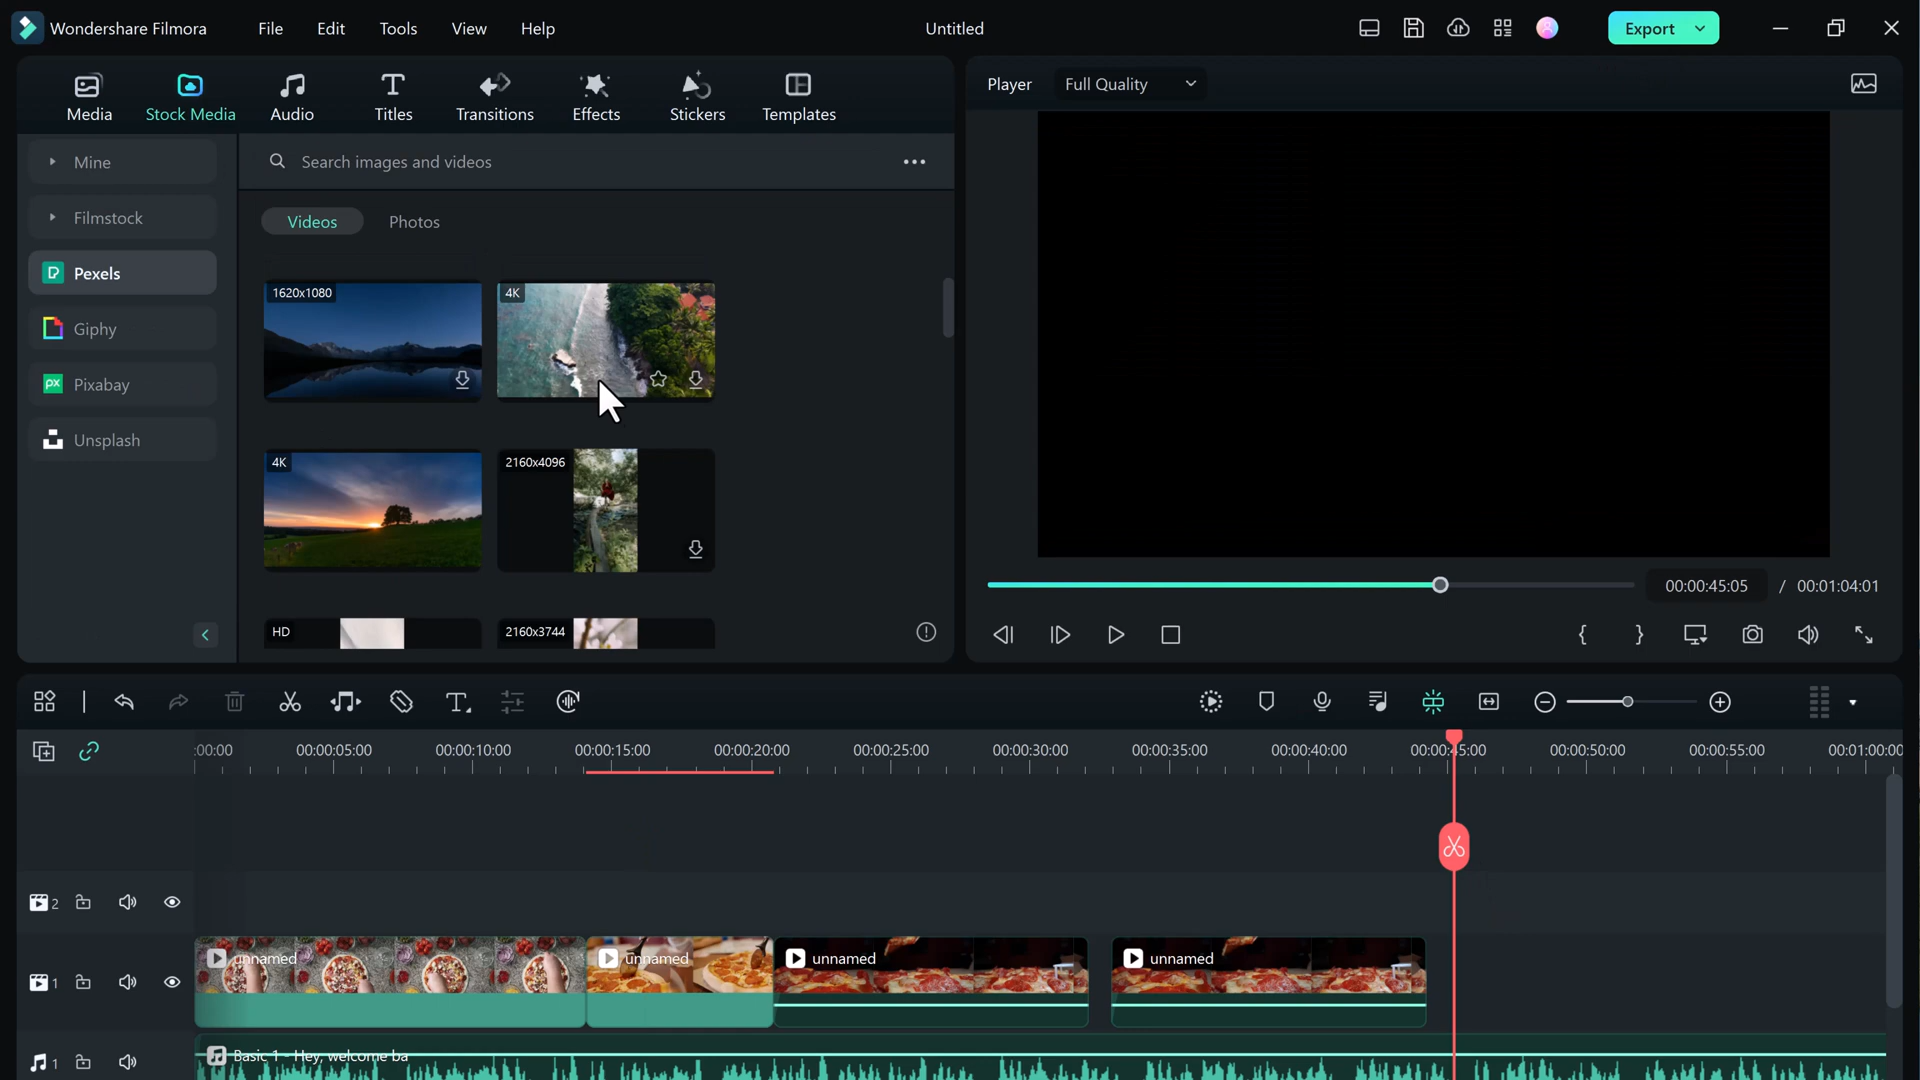 Wondershare Filmora File Edit Tools View Help Untitled Export
Media Stock Media Audio Titles Transitions Effects Stickers Templates
Player Full Quality
Mine
Filmstock
Pexels
Giphy
Pixabay
Unsplash
Search images and videos
Videos Photos
1620x1080 4K
4K 2160x4096
HD 2160x3744
00:00:45:05 / 00:01:04:01
:00:00 00:00:05:00 00:00:10:00 00:00:15:00 00:00:20:00 00:00:25:00 00:00:30:00 00:00:35:00 00:00:40:00 00:00:45:00 00:00:50:00 00:00:55:00 00:01:00:00
2
1
unnamed unnamed unnamed unnamed
1
Basic 1 - Hey, welcome ba